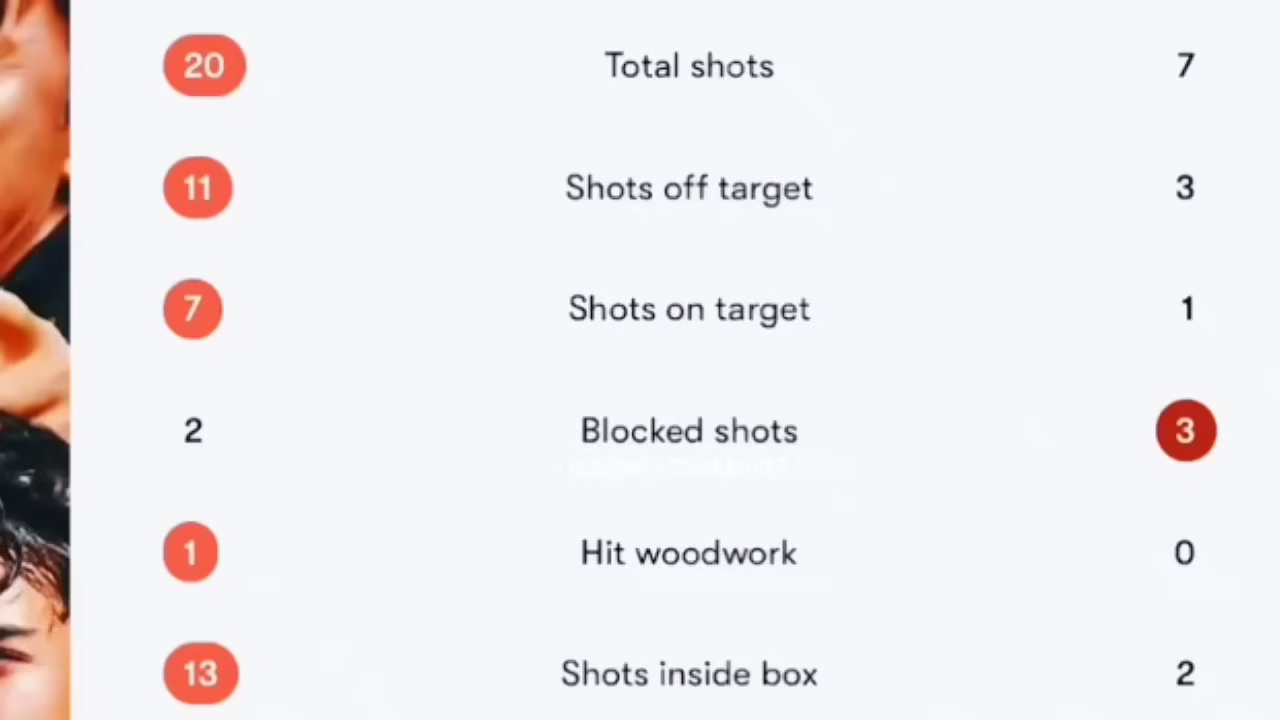 20 Total shots 7
11 Shots off target 3
7 Shots on target 1
2 Blocked shots 3
1 Hit woodwork 0
13 Shots inside box 2